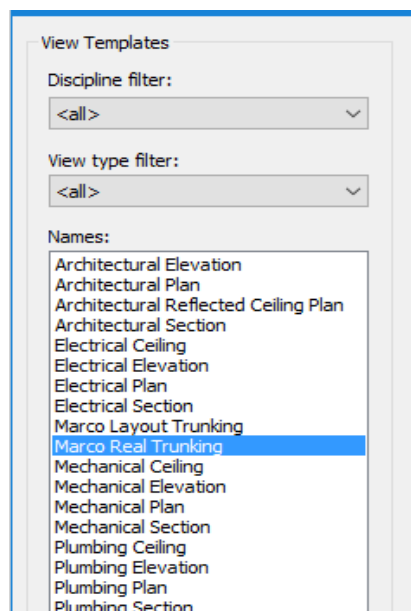 View Templates
Discipline filter:
<all>
View type filter:
<all>
Names:
Architectural Elevation
Architectural Plan
Architectural Reflected Ceiling Plan
Architectural Section
Electrical Ceiling
Electrical Elevation
Electrical Plan
Electrical Section
Marco Layout Trunking
Marco Real Trunking
Mechanical Ceiling
Mechanical Elevation
Mechanical Plan
Mechanical Section
Plumbing Ceiling
Plumbing Elevation
Plumbing Plan
Plumbing Section